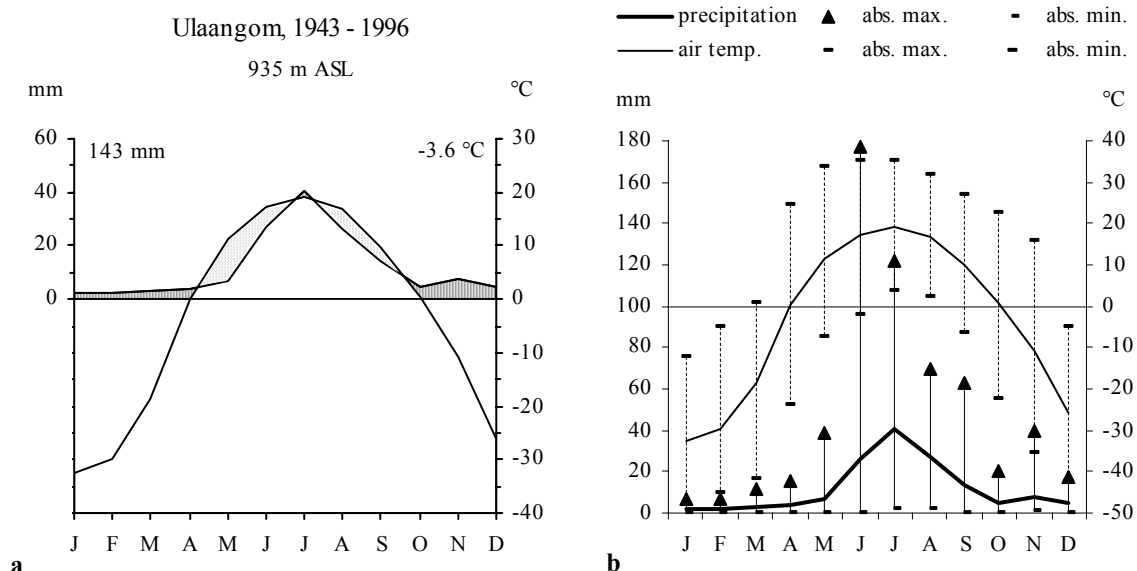 Ulaangom, 1943 - 1996
935 m ASL
mm °C
60 30
143 mm -3.6 °C
40 20
20 10
0 0
-10
-20
-30
-40
J F M A M J J A S O N D
a
precipitation abs. max. abs. min.
air temp. abs. max. abs. min.
mm °C
180 40
160 30
140 20
120 10
100 0
80 -10
60 -20
40 -30
20 -40
0 -50
J F M A M J J A S O N D
b